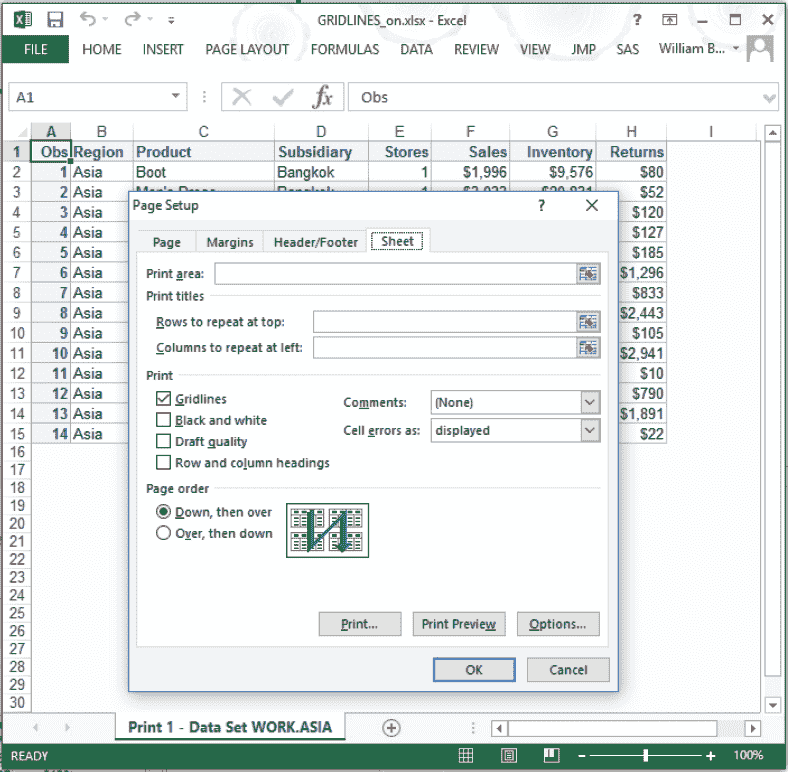 GRIDLINES_on.xlsx - Excel
FILE HOME INSERT PAGE LAYOUT FORMULAS DATA REVIEW VIEW JMP SAS William B...
A1 fx Obs
A B C D E F G H I
1 Obs Region Product Subsidiary Stores Sales Inventory Returns
2 1 Asia Boot Bangkok 1 $1,996 $9,576 $80
3 2 Asia $52
4 3 Asia $120
5 4 Asia $127
6 5 Asia $185
7 6 Asia $1,296
8 7 Asia $833
9 8 Asia $2,443
10 9 Asia $105
11 10 Asia $2,941
12 11 Asia $10
13 12 Asia $790
14 13 Asia $1,891
15 14 Asia $22
16
17
18
19
20
21
22
23
24
25
26
27
28
29
30
Page Setup ?
Page Margins Header/Footer Sheet
Print area:
Print titles
Rows to repeat at top:
Columns to repeat at left:
Print
Gridlines
Black and white
Draft quality
Row and column headings
Comments: (None)
Cell errors as: displayed
Page order
Down, then over
Over, then down
Print... Print Preview Options...
OK Cancel
Print 1 - Data Set WORK.ASIA
READY 100%